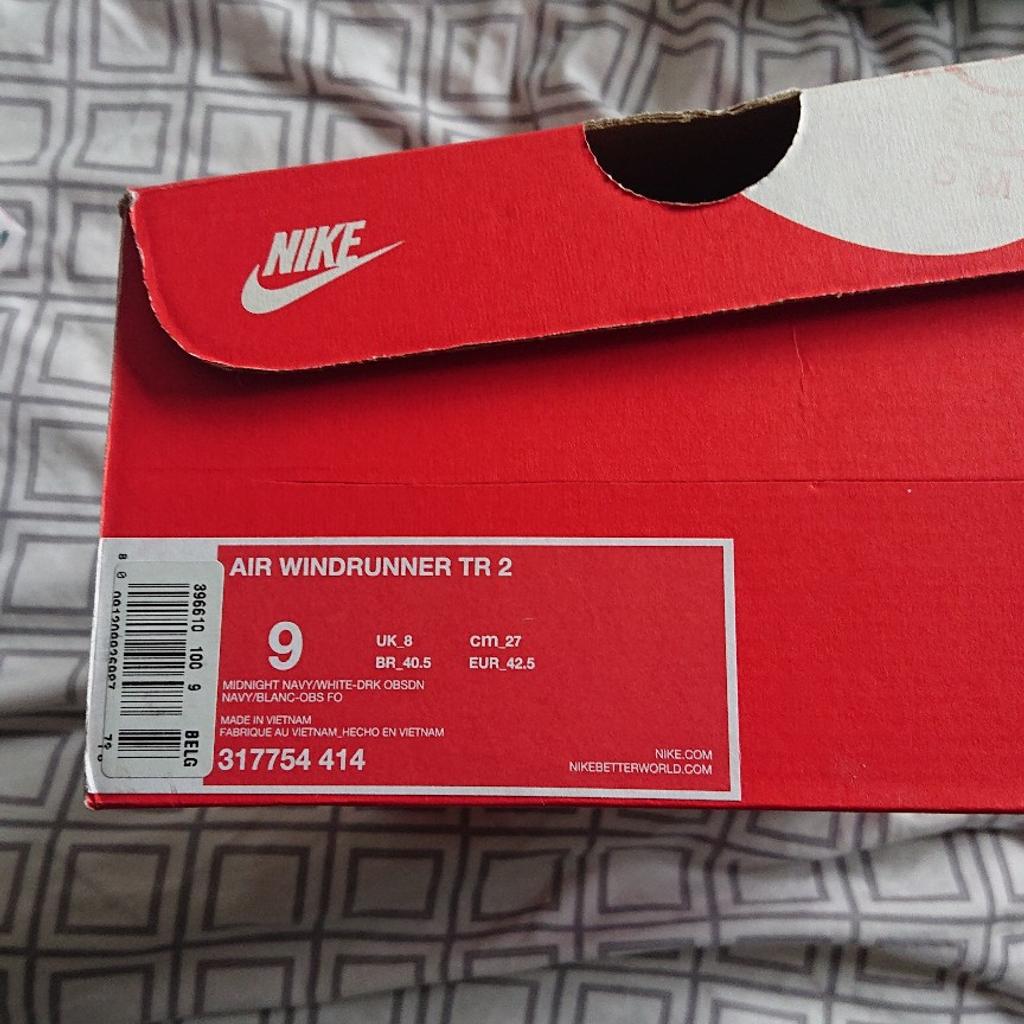 NIKE
AIR WINDRUNNER TR 2
9
UK_8 cm_27
BR_40.5 EUR_42.5
MIDNIGHT NAVY/WHITE-DRK OBSDN
NAVY/BLANC-OBS FO
MADE IN VIETNAM
FABRIQUE AU VIETNAM_HECHO EN VIETNAM
317754 414
NIKE.COM
NIKEBETTERWORLD.COM
396610 100 9
BELG